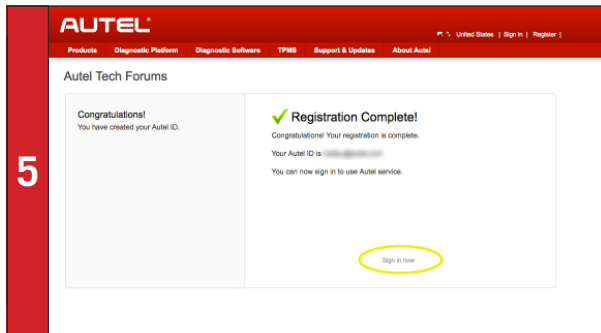 AUTEL®
United States | Sign In | Register |
Products Diagnostic Platform Diagnostic Software TPMS Support & Updates About Autel
Autel Tech Forums
5
Congratulations!
You have created your Autel ID.
Registration Complete!
Congratulations! Your registration is complete.
Your Autel ID is
You can now sign in to use Autel service.
Sign in now